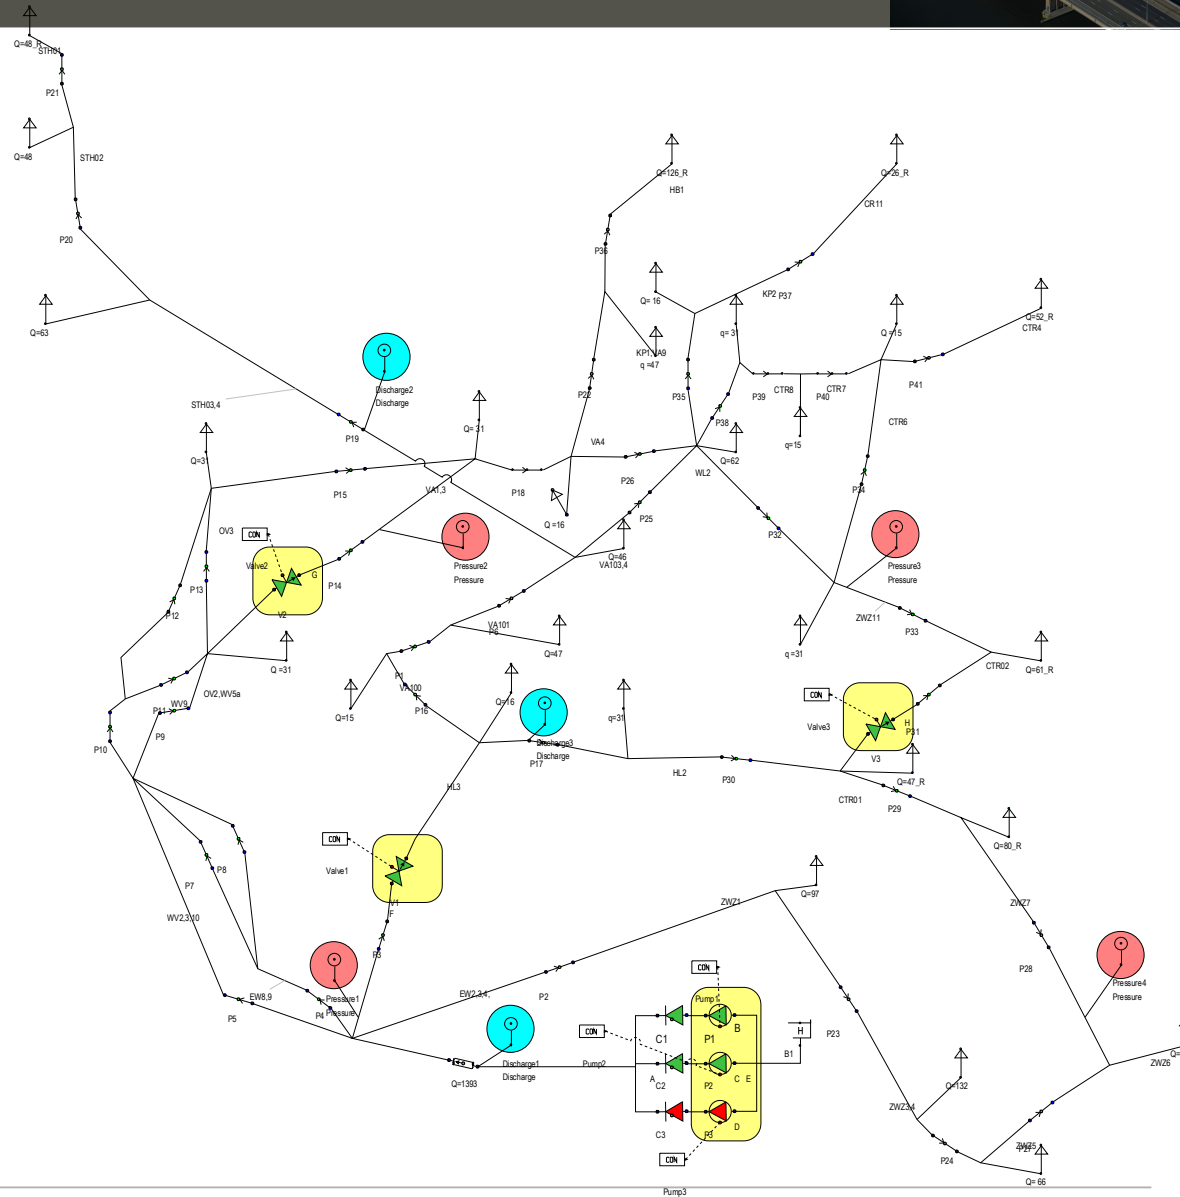 Q=48_R
STH01
P21
Q=48
STH02
Q=126_R
Q=26_R
HB1
CR11
P20
P36
KP2
P37
Q= 16
Q=63
q= 31
Q =15
Q=52_R
CTR4
KP1,VA9
q =47
Discharge2
Discharge
P22
P35
P39
CTR8
CTR7
P40
P41
STH03,4
P19
Q= 31
P38
CTR6
q=15
VA4
Q=31
Q=62
WL2
P15
VA1,3
P18
P26
P34
P25
Q =16
OV3
CON
P32
Q=46
VA103,4
Valve2
G
P14
Pressure2
Pressure
Pressure3
Pressure
P13
V2
P12
ZWZ11
P33
VA101
P6
Q=47
q =31
Q =31
CTR02
Q=61_R
P1
VA100
OV2,WV5a
CON
WV9
P11
P16
Q=16
Q=15
q=31
H
Valve3
P31
P9
P10
Discharge3
Discharge
P17
V3
HL2
P30
Q=47_R
HL3
CTR01
P29
CON
Q=80_R
Valve1
P8
P7
Q=97
V1
F
ZWZ1
ZWZ7
WV2,3,10
P3
CON
P28
EW8,9
Pressure1
Pressure
EW2,3,4,
P2
Pump1
Pressure4
Pressure
P5
P4
CON
B
P23
H
C1
P1
B1
Discharge1
Discharge
Pump2
Q=1393
A
C2
P2
C
E
Q=132
ZWZ6
Q=
ZWZ3,4
C3
P3
D
CON
ZWZ5
P27
P24
Q= 66
Pump3